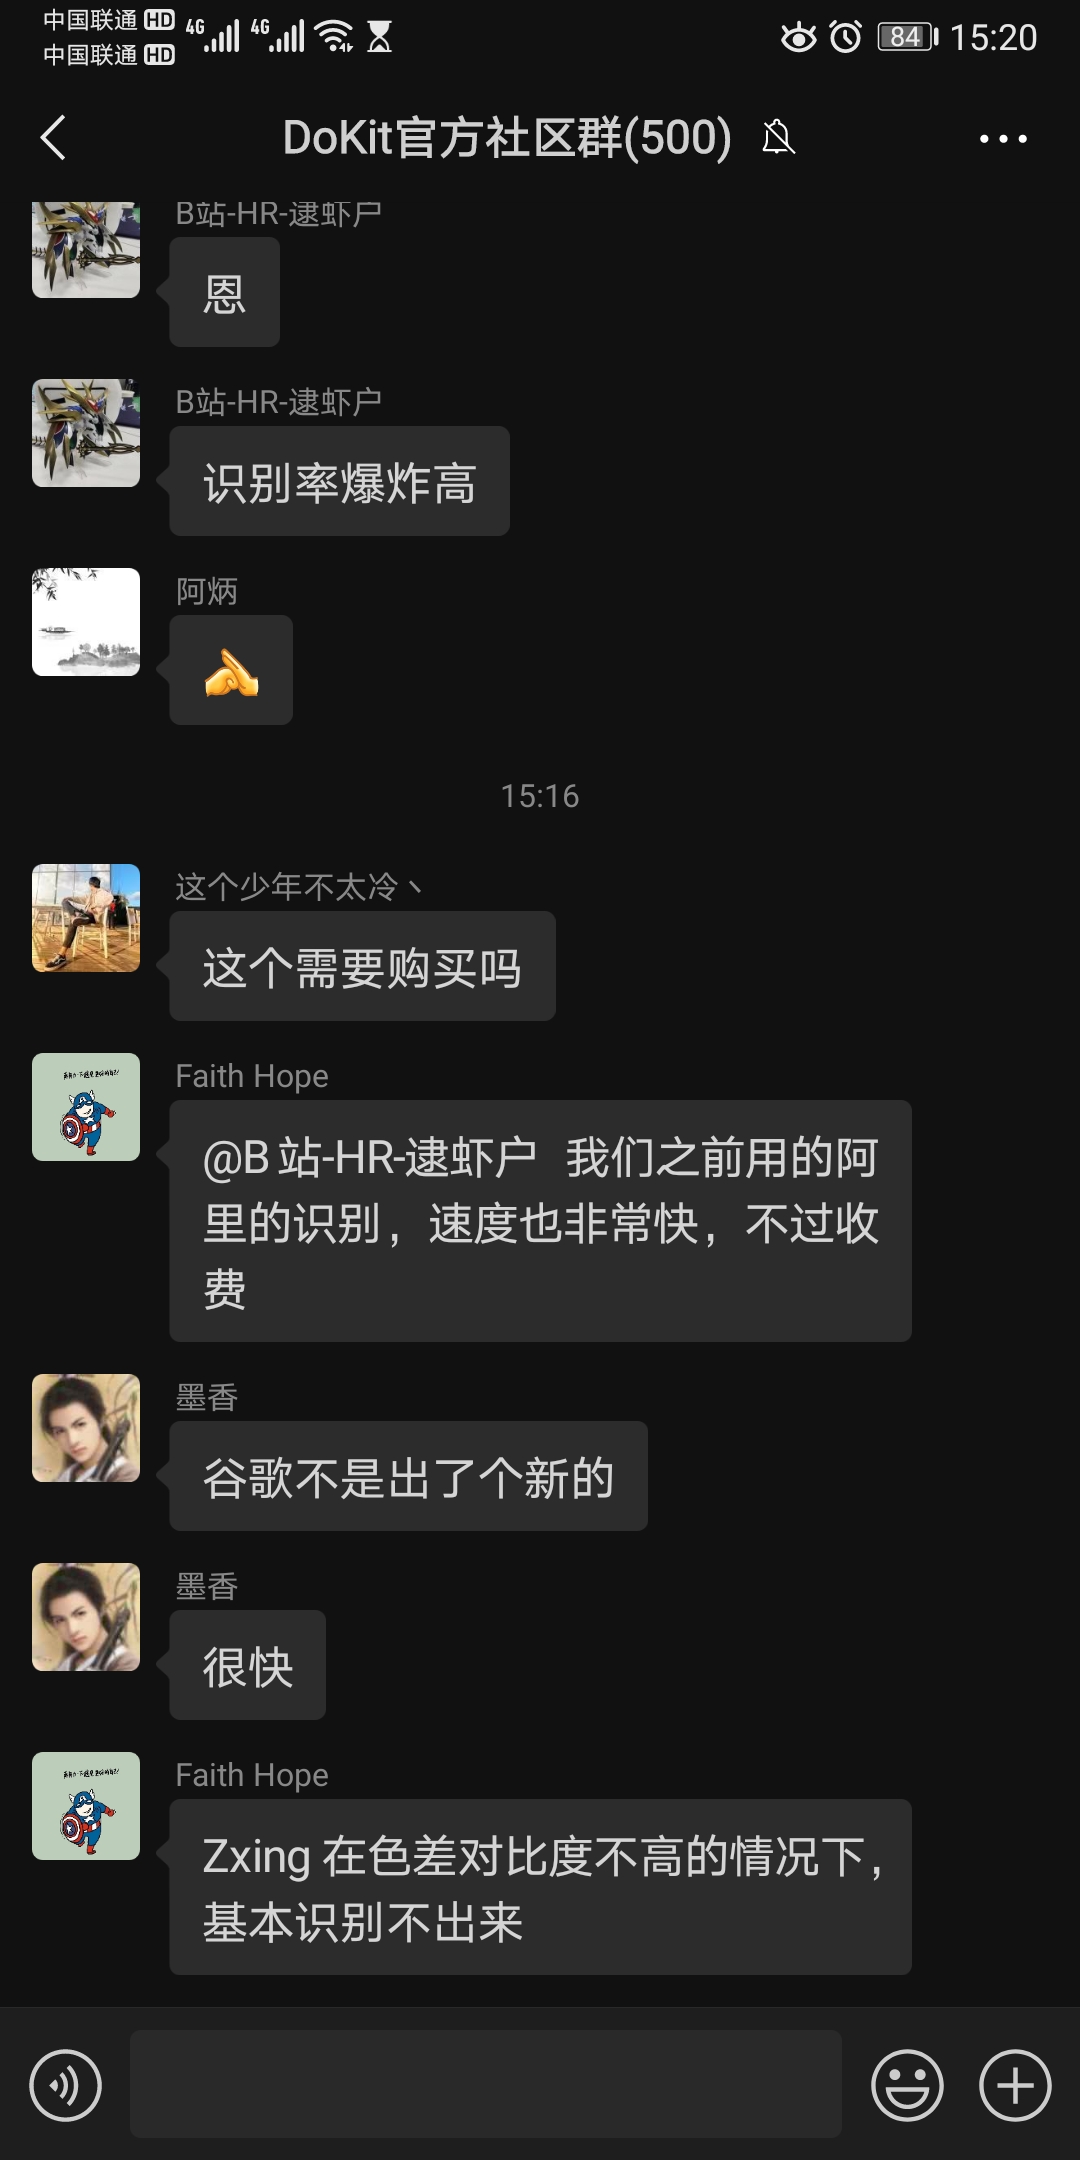 中国联通 HD 4G 4G
中国联通 HD
84 15:20
DoKit官方社区群(500)
B站-HR-逮虾户
恩
B站-HR-逮虾户
识别率爆炸高
阿炳
15:16
这个少年不太冷丶
这个需要购买吗
Faith Hope
@B站-HR-逮虾户 我们之前用的阿
里的识别，速度也非常快，不过收
费
墨香
谷歌不是出了个新的
墨香
很快
Faith Hope
Zxing 在色差对比度不高的情况下，
基本识别不出来